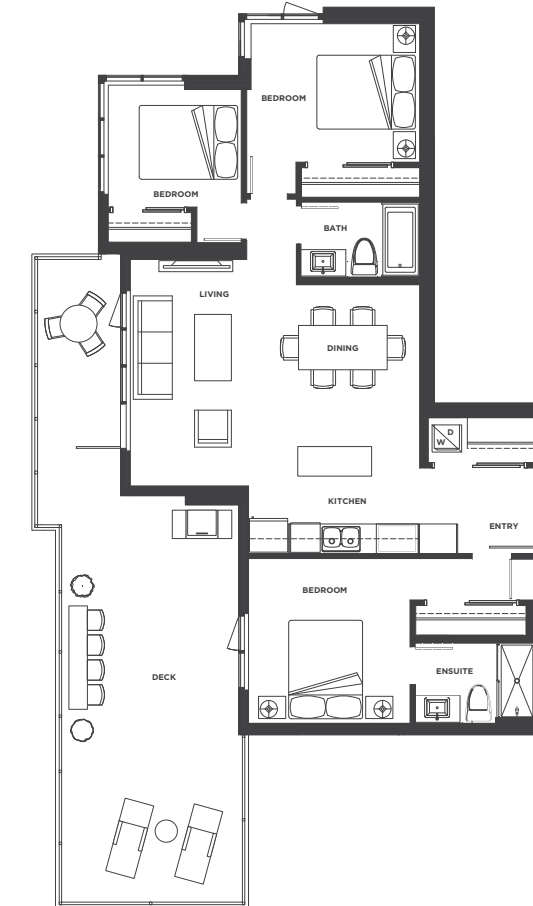 BEDROOM
BEDROOM
BATH
LIVING
DINING
D
W
KITCHEN
ENTRY
BEDROOM
ENSUITE
DECK